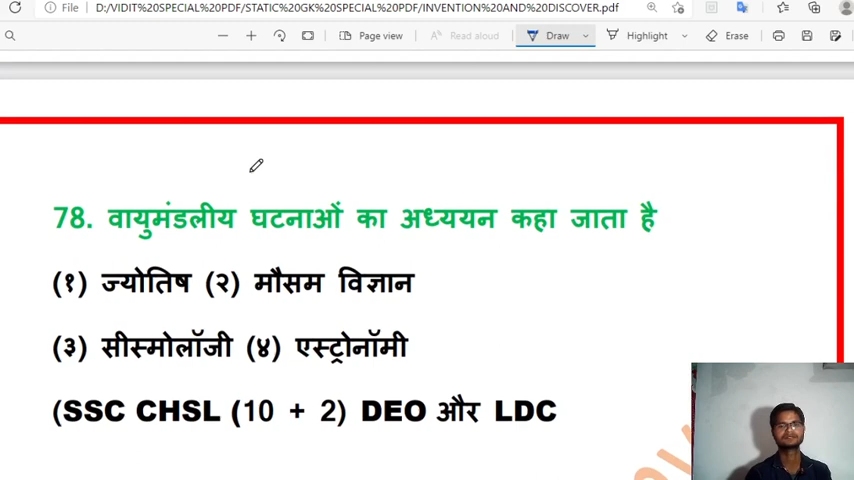 File
D:/VIDIT%20SPECIAL%20PDF/STATIC%20GK%20SPECIAL%20PDF/INVENTION%20AND%20DISCOVER.pdf
Page view
Read aloud
Draw
Highlight
Erase
78. वायुमंडलीय घटनाओं का अध्ययन कहा जाता है
(१) ज्योतिष (२) मौसम विज्ञान
(३) सीस्मोलॉजी (४) एस्ट्रोनॉमी
(SSC CHSL (10 + 2) DEO और LDC